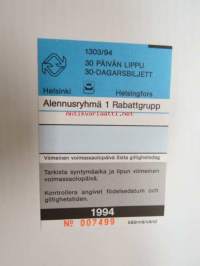 1303/94
30 PÄIVÄN LIPPU
30-DAGARSBILJETT
Helsinki Helsingfors
Alennusryhmä 1 Rabattgrupp
Viimeinen voimassaolopäivä Sista giltighetsdag
Tarkista syntymäaika ja lipun viimeinen
voimassaolopäivä.
Kontrollera angivet födelsedatum och
giltighetstiden.
1994
No 007499